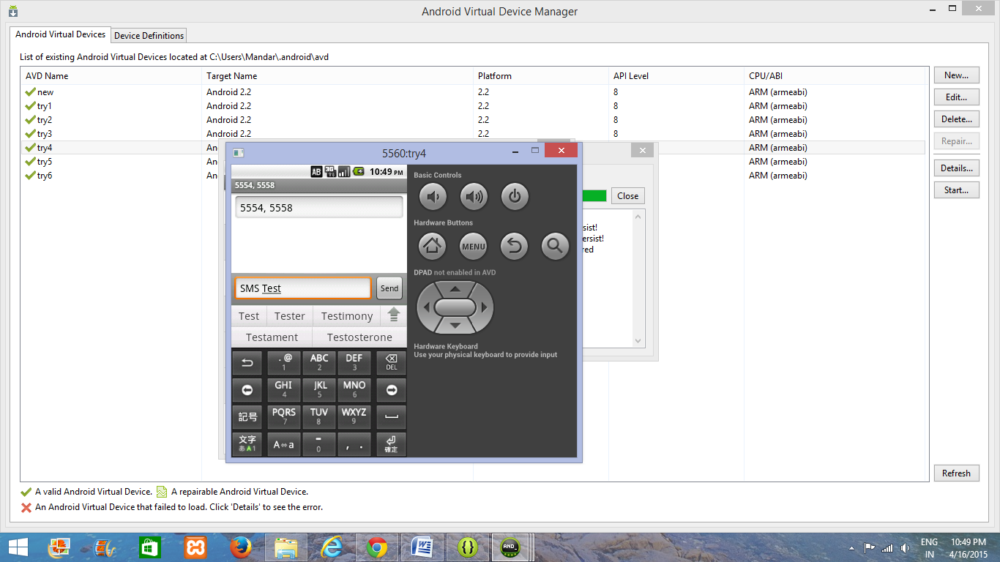 Android Virtual Device Manager
Android Virtual Devices
Device Definitions
List of existing Android Virtual Devices located at C:\Users\Mandar\.android\avd
AVD Name Target Name Platform API Level CPU/ABI
new Android 2.2 2.2 8 ARM (armeabi)
try1 Android 2.2 2.2 8 ARM (armeabi)
try2 Android 2.2 2.2 8 ARM (armeabi)
try3 Android 2.2 2.2 8 ARM (armeabi)
try4 An ARM (armeabi)
try5 An ARM (armeabi)
try6 An ARM (armeabi)
New...
Edit...
Delete...
Repair...
Details...
Start...
Refresh
5560:try4
AB 3G 10:49 PM
5554, 5558
5554, 5558
SMS Test
Send
Test Tester Testimony
Testament Testosterone
. @ 1 ABC 2 DEF 3 DEL
GHI 4 JKL 5 MNO 6
記号 PQRS 7 TUV 8 WXYZ 9
文字 あA1 A⇔a - 0 , . 確定
Basic Controls
Hardware Buttons
MENU
DPAD not enabled in AVD
Hardware Keyboard
Use your physical keyboard to provide input
Close
sist!
ersist!
red
A valid Android Virtual Device. A repairable Android Virtual Device.
An Android Virtual Device that failed to load. Click 'Details' to see the error.
AND_
ENG 10:49 PM
IN 4/16/2015